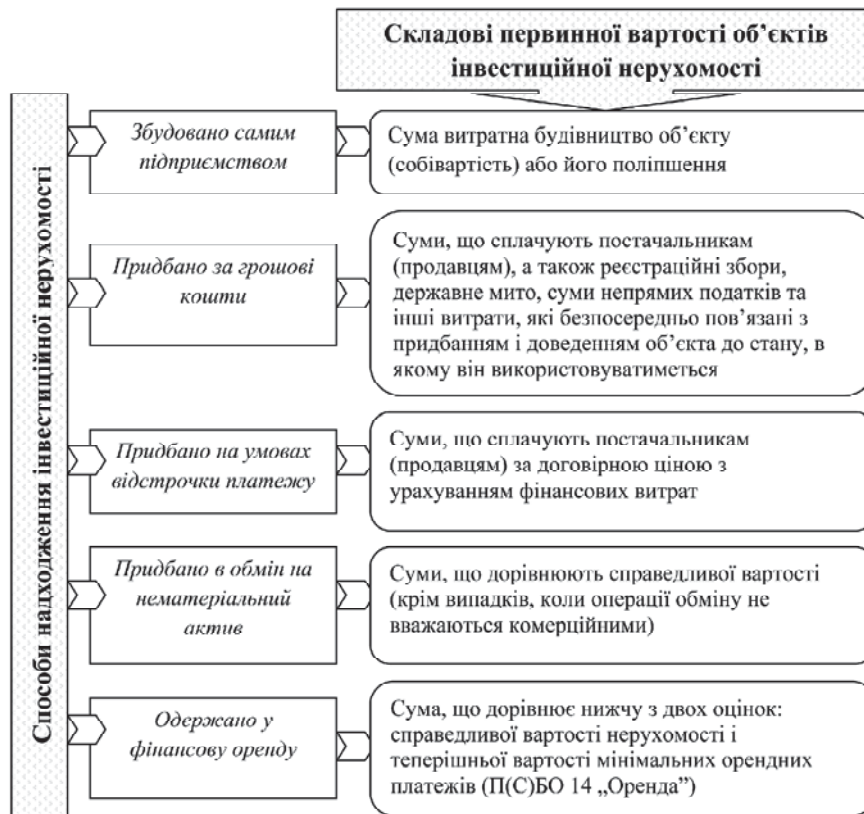 Складові первинної вартості об’єктів
інвестиційної нерухомості
Способи надходження інвестиційної нерухомості
Збудовано самим
підприємством
Сума витратна будівництво об’єкту
(собівартість) або його поліпшення
Придбано за грошові
кошти
Суми, що сплачують постачальникам
(продавцям), а також реєстраційні збори,
державне мито, суми непрямих податків та
інші витрати, які безпосередньо пов’язані з
придбанням і доведенням об’єкта до стану, в
якому він використовуватиметься
Придбано на умовах
відстрочки платежу
Суми, що сплачують постачальникам
(продавцям) за договірною ціною з
урахуванням фінансових витрат
Придбано в обмін на
нематеріальний
актив
Суми, що дорівнюють справедливої вартості
(крім випадків, коли операції обміну не
вважаються комерційними)
Одержано у
фінансову оренду
Сума, що дорівнює нижчу з двох оцінок:
справедливої вартості нерухомості і
теперішньої вартості мінімальних орендних
платежів (П(С)БО 14 „Оренда”)